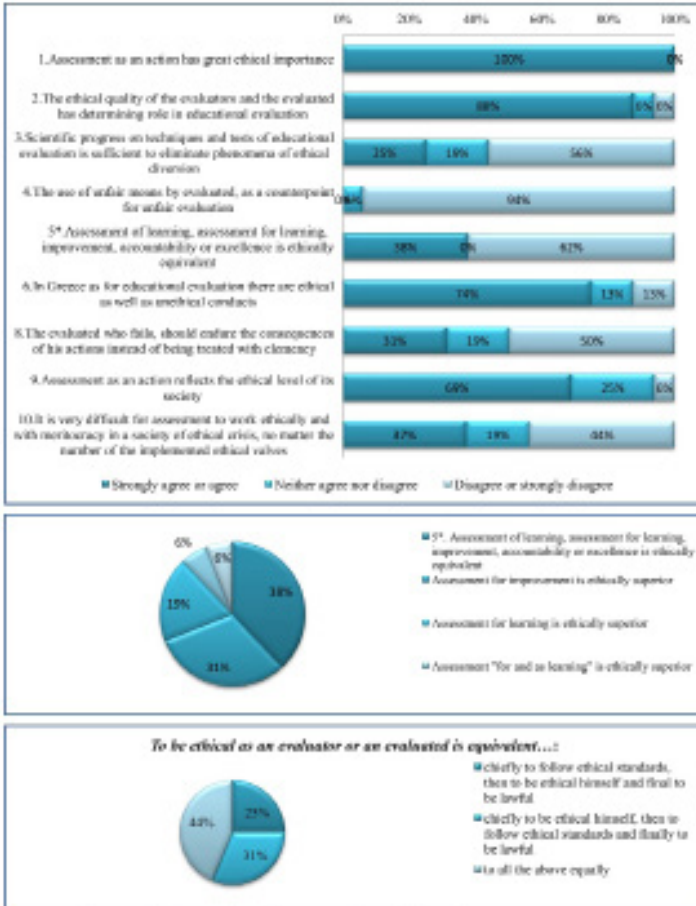 0% 20% 40% 60% 80% 100%
1.Assessment as an action has great ethical importance
100% 0%
2.The ethical quality of the evaluators and the evaluated
has determing role in educational evaluation
88% 6% 6%
3.Scientific progress on techniques and tests of educational
evaluation is sufficient to eliminate phenomena of ethical
diversion
25% 19% 56%
4.The use of unfair means by evaluated, as a counterpoint
for unfair evaluation
0% 6% 94%
5*.Assessment of learning, assessment for learning,
improvement, accountability or excellence is ethically
equivalent
38% 0% 62%
6.In Greece as for educational evaluation there are ethical
as well as unethical conducts
74% 13% 13%
8.The evaluated who fails, should endure the consequences
of his actions instead of being treated with clemency
31% 19% 50%
9.Assessment as an action reflects the ethical level of its
society
69% 25% 6%
10.It is very difficult for assessment to work ethically and
with meritocracy in a society of ethical crisis, no matter the
number of the implemented ethical valves
37% 19% 44%
Strongly agree or agree Neither agree nor disagree Disagree or strongly disagree
6% 6%
38%
19%
31%
5*. Assessment of learning, assessment for learning,
improvement, accountability or excellence is ethically
equivalent
Assessment for improvement is ethically superior
Assessment for learning is ethically superior
Assessment "for and as learning" is ethically superior
To be ethical as an evaluator or an evaluated is equivalent…:
44% 25%
31%
chiefly to follow ethical standards,
then to be ethical himself and final to
be lawful
chiefly to be ethical himself, then to
follow ethical standards and finally to
be lawful
to all the above equally